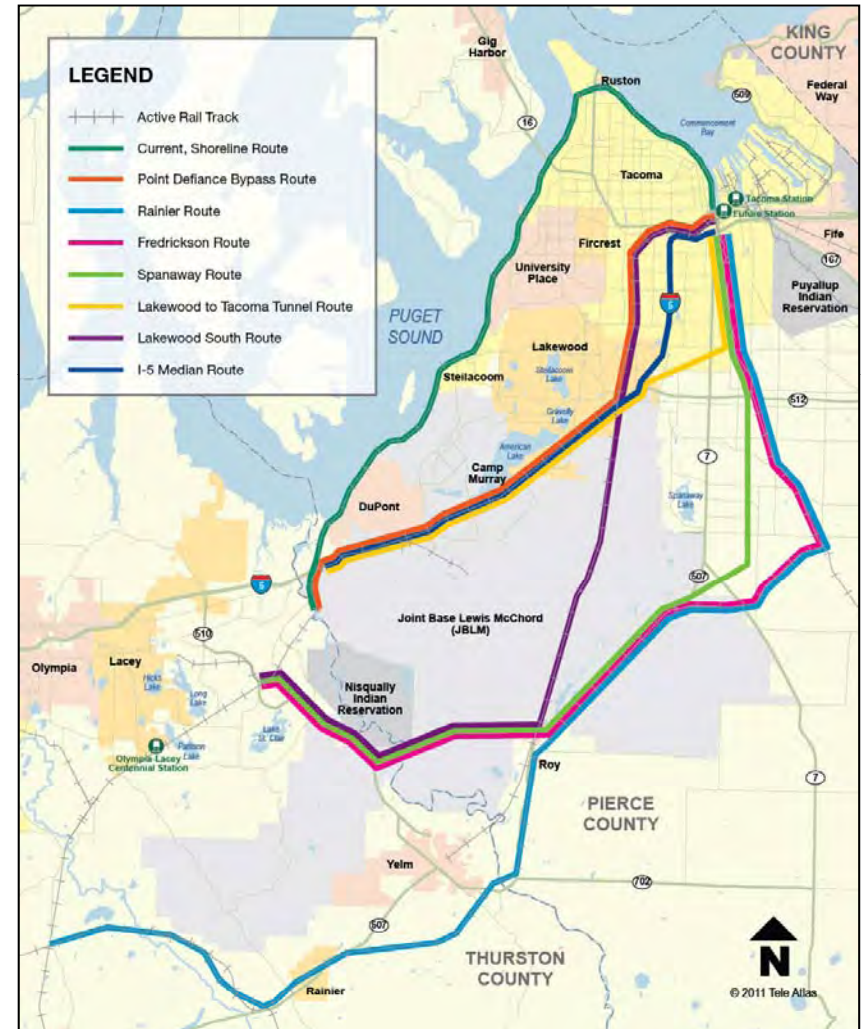 LEGEND
Active Rail Track
Current, Shoreline Route
Point Defiance Bypass Route
Rainier Route
Fredrickson Route
Spanaway Route
Lakewood to Tacoma Tunnel Route
Lakewood South Route
I-5 Median Route
KING
COUNTY
Gig
Harbor
Ruston
Federal
Way
509
16
Commencement
Bay
Tacoma
Tacoma Station
Future Station
Fife
167
Fircrest
University
Place
Puyallup
Indian
Reservation
5
PUGET
SOUND
Lakewood
Steilacoom
Steilacoom
Lake
Gravelly
Lake
512
American
Lake
Camp
Murray
7
DuPont
Spanaway
Lake
5
507
510
Joint Base Lewis McChord
(JBLM)
Olympia
Lacey
Hicks
Lake
Long
Lake
Nisqually
Indian
Reservation
Pattison
Lake
Lake
St. Clair
Olympia-Lacey
Centennial Station
Roy
7
PIERCE
COUNTY
Yelm
702
507
THURSTON
COUNTY
Rainier
N
© 2011 Tele Atlas